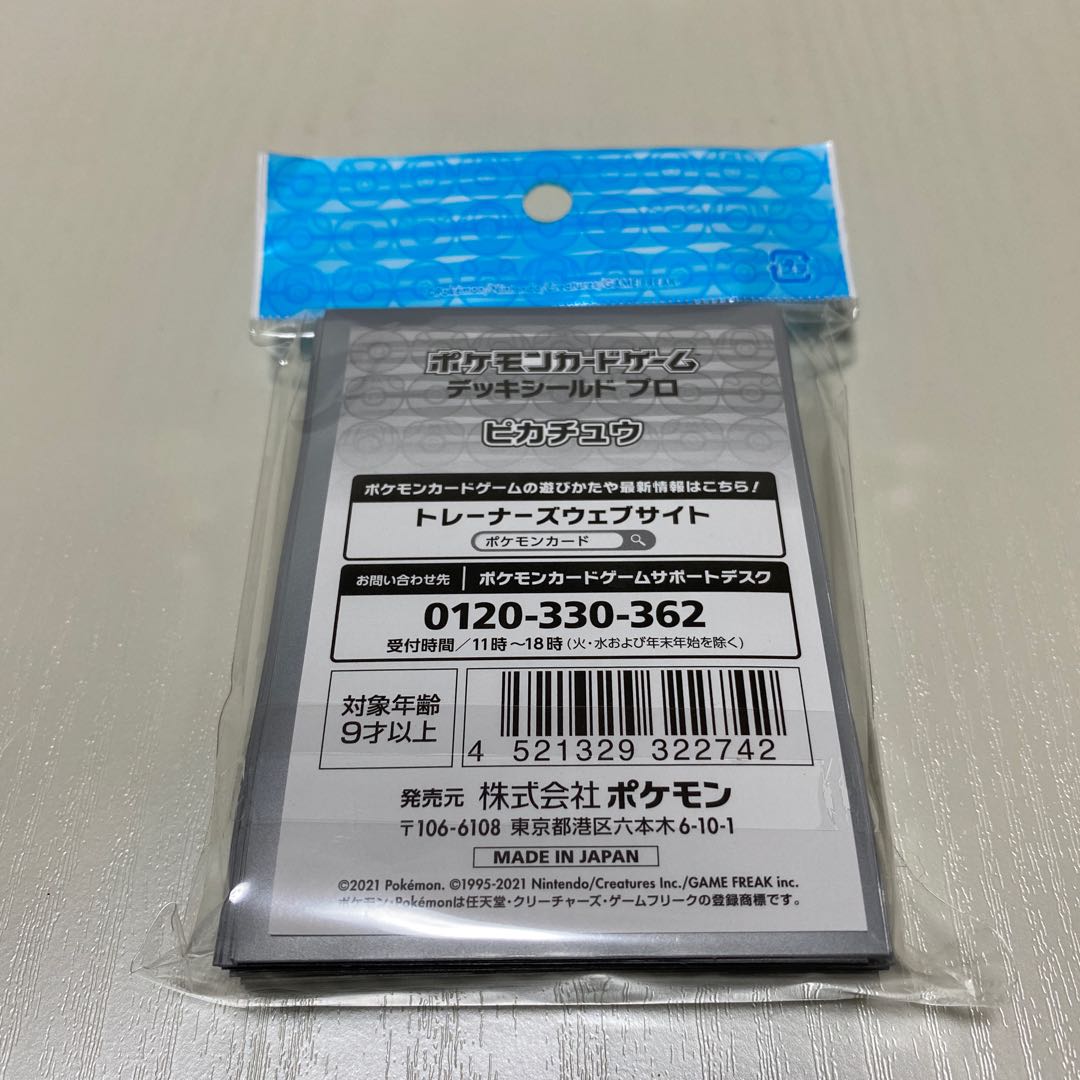 Pokémon/Nintendo/Creatures/GAME FREAK
ポケモンカードゲーム
デッキシールド プロ
ピカチュウ
ポケモンカードゲームの遊びかたや最新情報はこちら!
トレーナーズウェブサイト
ポケモンカード
お問い合わせ先 ポケモンカードゲームサポートデスク
0120-330-362
受付時間/11時~18時(火・水および年末年始を除く)
対象年齢
9才以上
4 521329 322742
発売元 株式会社 ポケモン
〒106-6108 東京都港区六本木6-10-1
MADE IN JAPAN
©2021 Pokémon. ©1995-2021 Nintendo/Creatures Inc./GAME FREAK inc.
ポケモン・Pokémonは任天堂・クリーチャーズ・ゲームフリークの登録商標です。